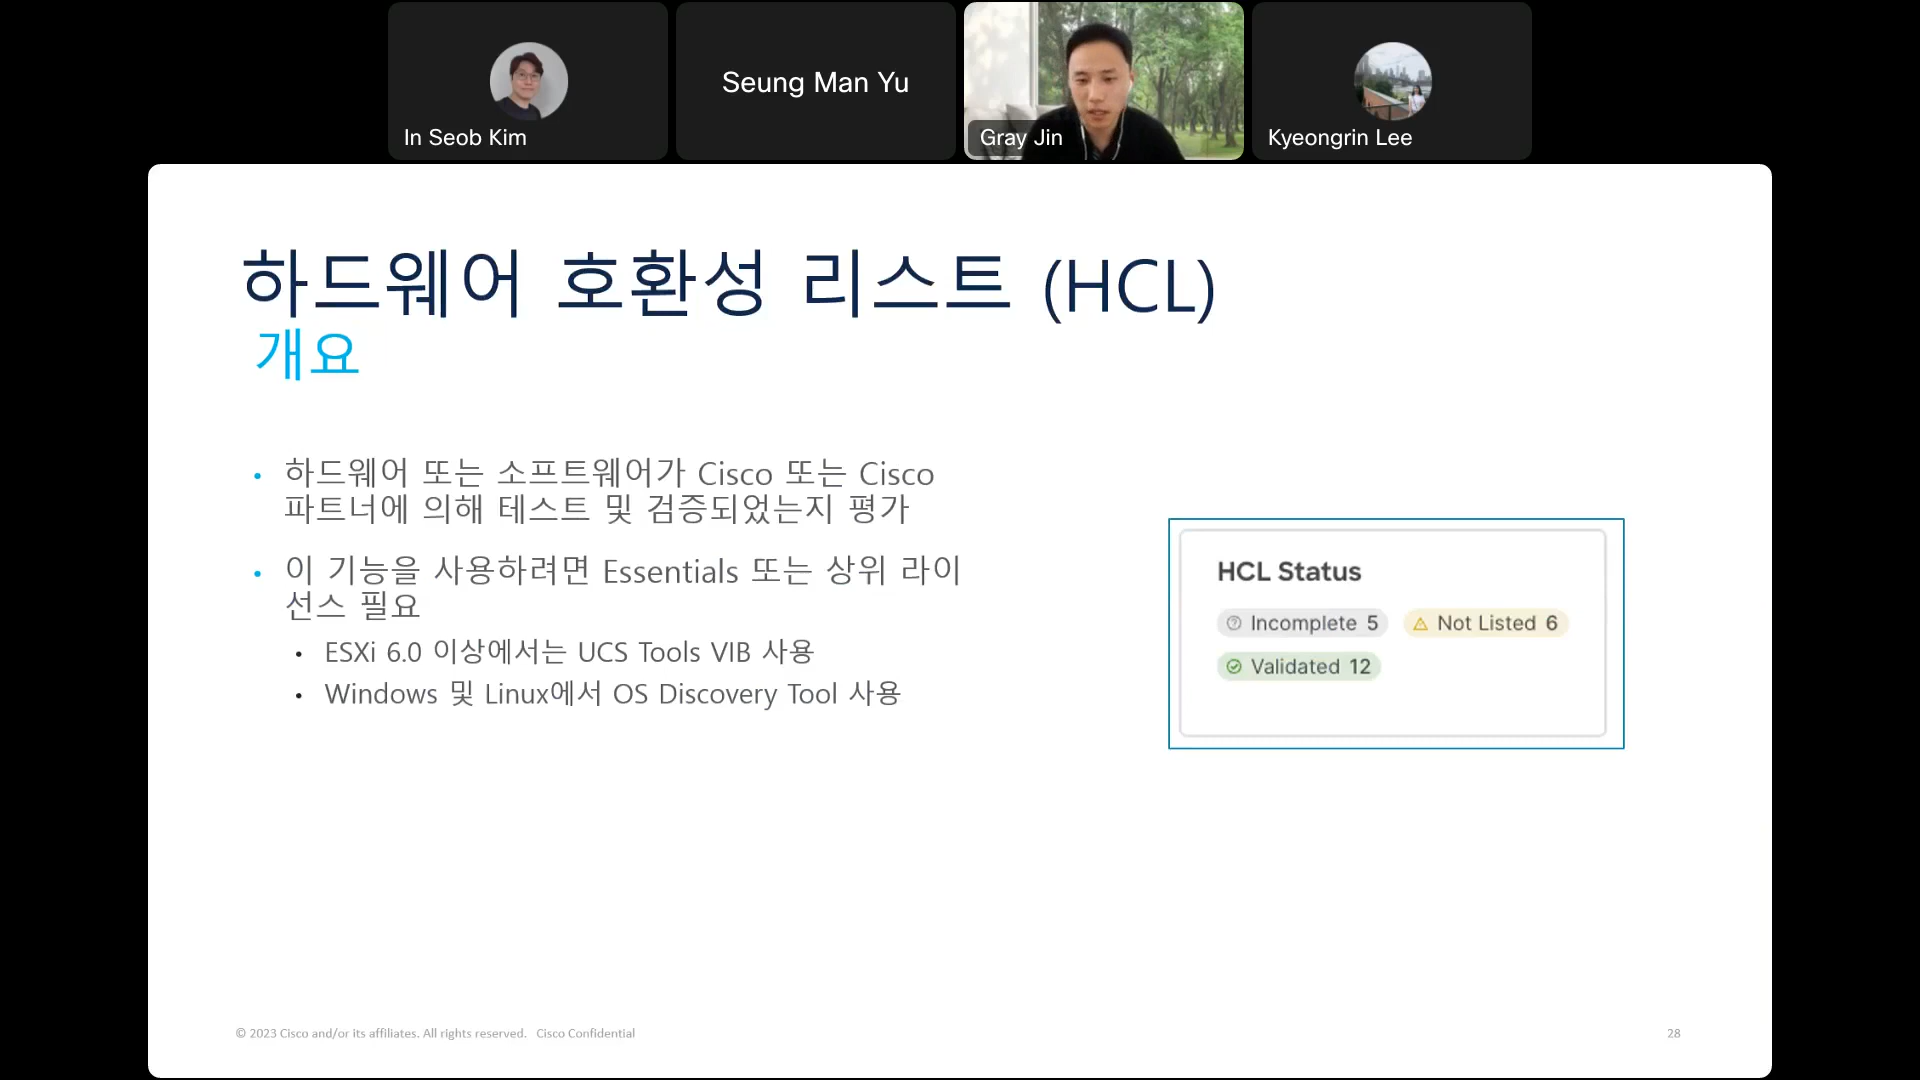 In Seob Kim
Seung Man Yu
Gray Jin
Kyeongrin Lee
하드웨어 호환성 리스트 (HCL)
개요
• 하드웨어 또는 소프트웨어가 Cisco 또는 Cisco
파트너에 의해 테스트 및 검증되었는지 평가
• 이 기능을 사용하려면 Essentials 또는 상위 라이
선스 필요
• ESXi 6.0 이상에서는 UCS Tools VIB 사용
• Windows 및 Linux에서 OS Discovery Tool 사용
HCL Status
Incomplete 5
Not Listed 6
Validated 12
© 2023 Cisco and/or its affiliates. All rights reserved. Cisco Confidential
28